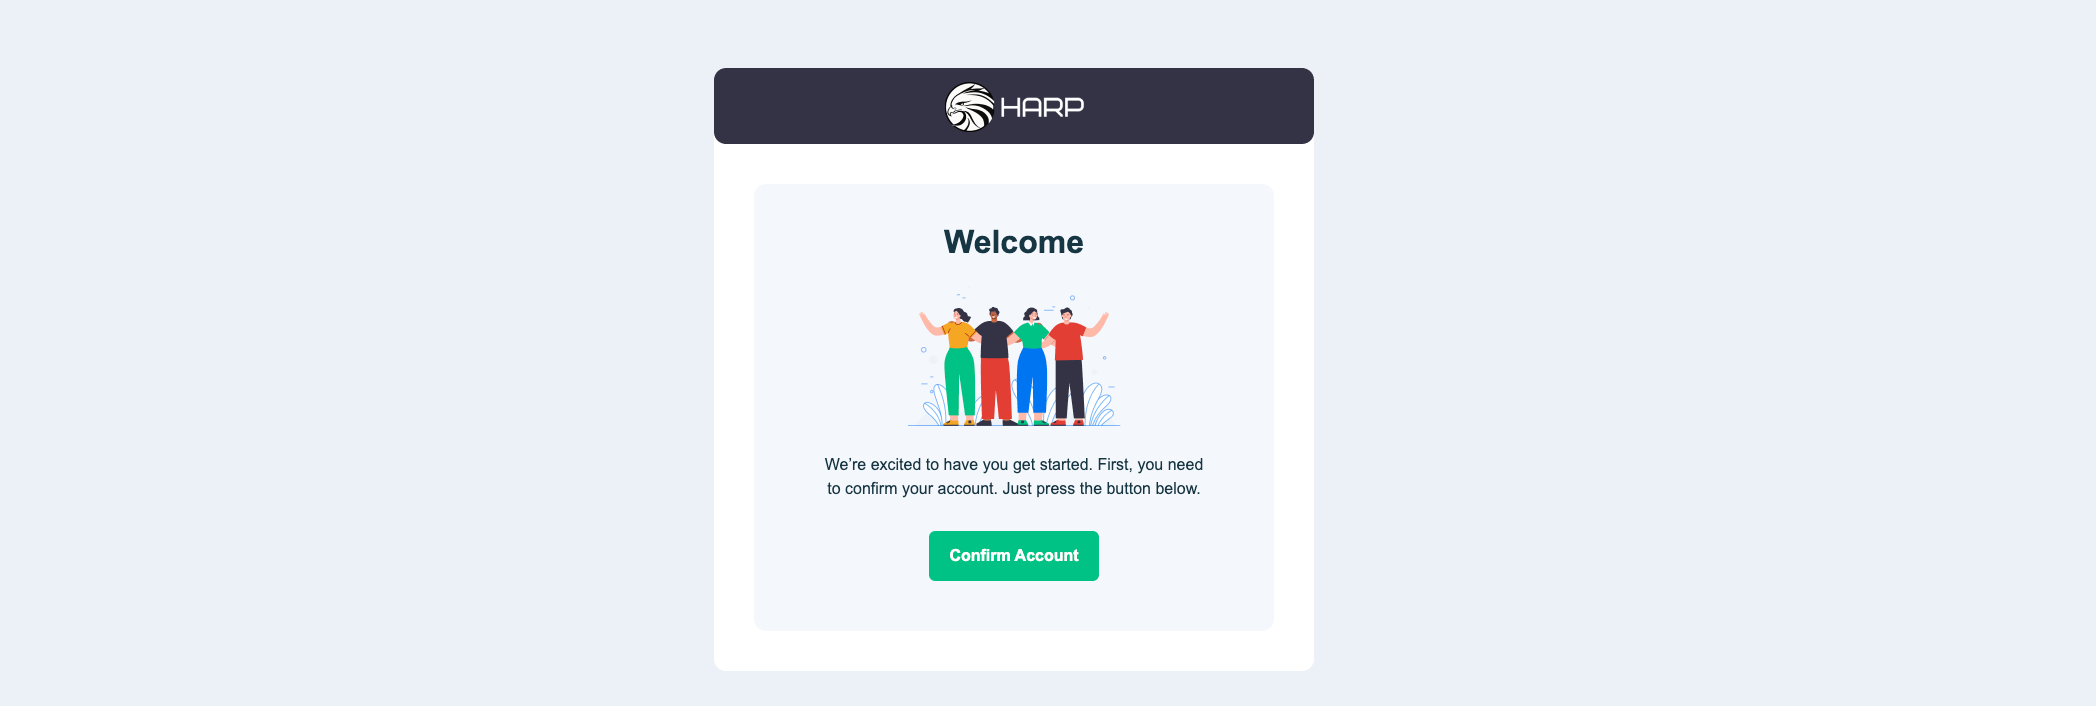 HARP
Welcome
We’re excited to have you get started. First, you need
to confirm your account. Just press the button below.
Confirm Account